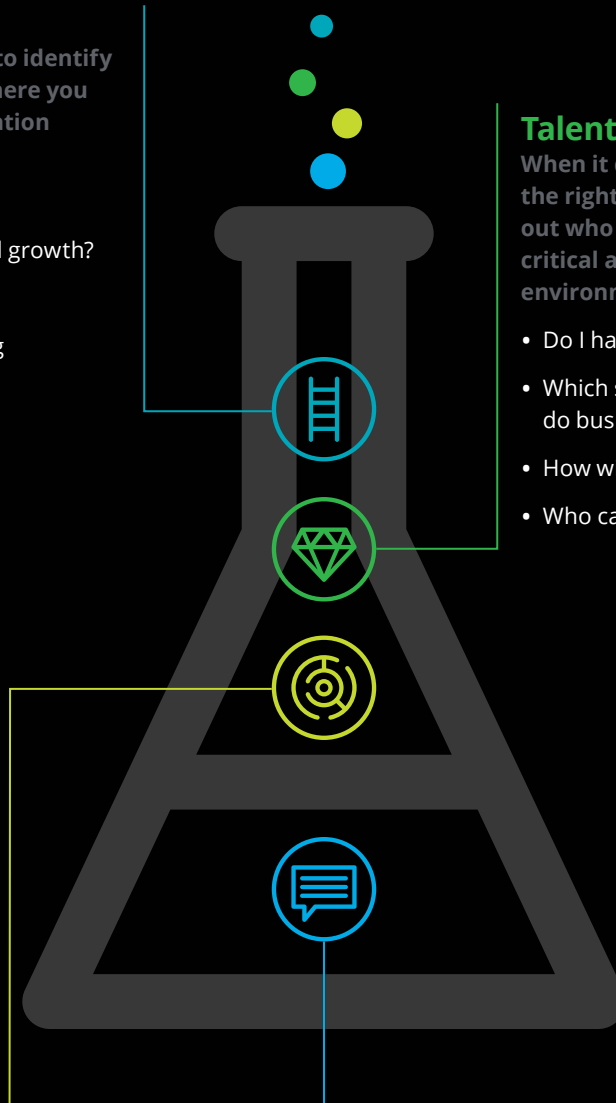 to identify
here you
ation
growth?
Talent
When it
the right
out who
critical
environ
• Do I ha
• Which
do bus
• How w
• Who ca